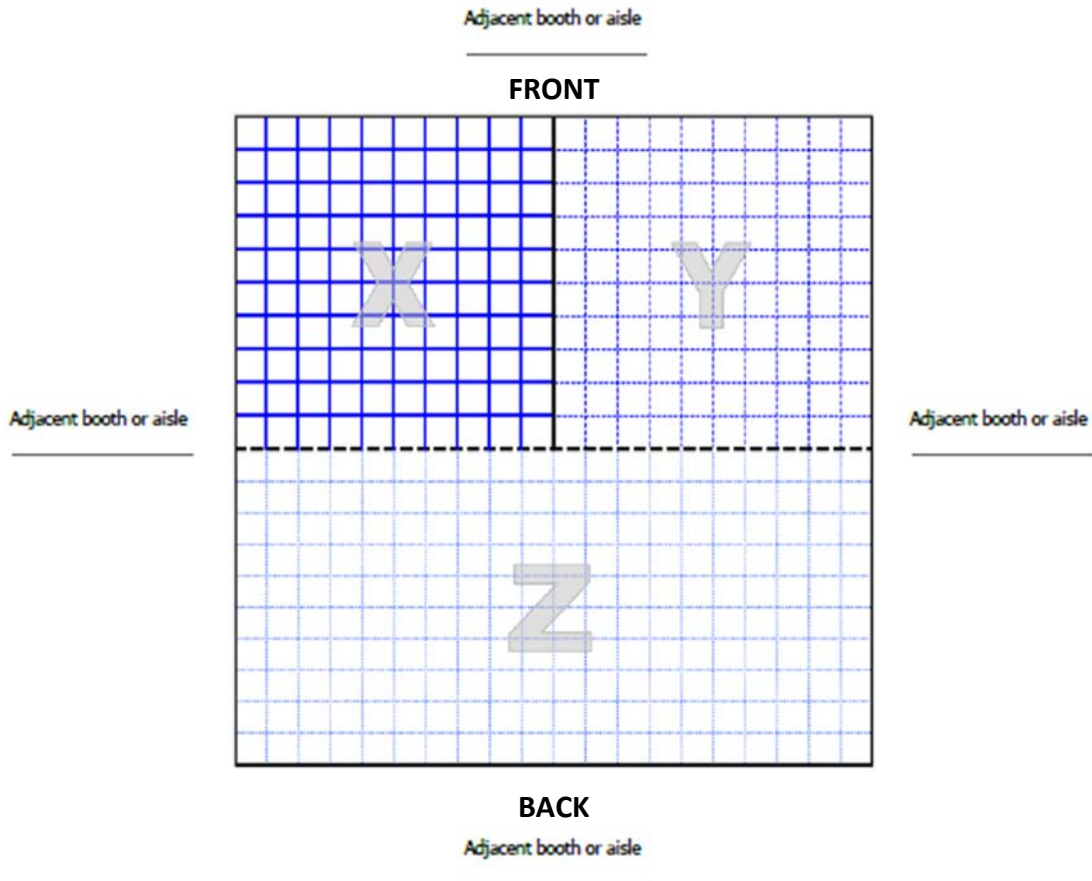 Adjacent booth or aisle
FRONT
X
Y
Adjacent booth or aisle
Adjacent booth or aisle
Z
BACK
Adjacent booth or aisle